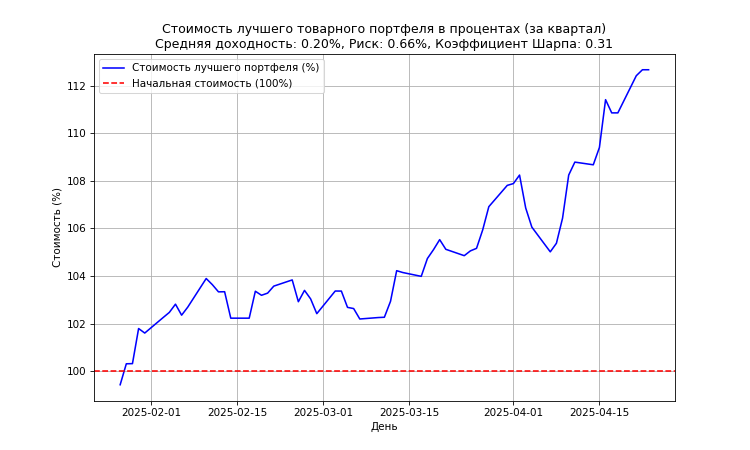 Стоимость лучшего товарного портфеля в процентах (за квартал)
Средняя доходность: 0.20%, Риск: 0.66%, Коэффициент Шарпа: 0.31
Стоимость лучшего портфеля (%)
Начальная стоимость (100%)
Стоимость (%)
112
110
108
106
104
102
100
2025-02-01
2025-02-15
2025-03-01
2025-03-15
2025-04-01
2025-04-15
День